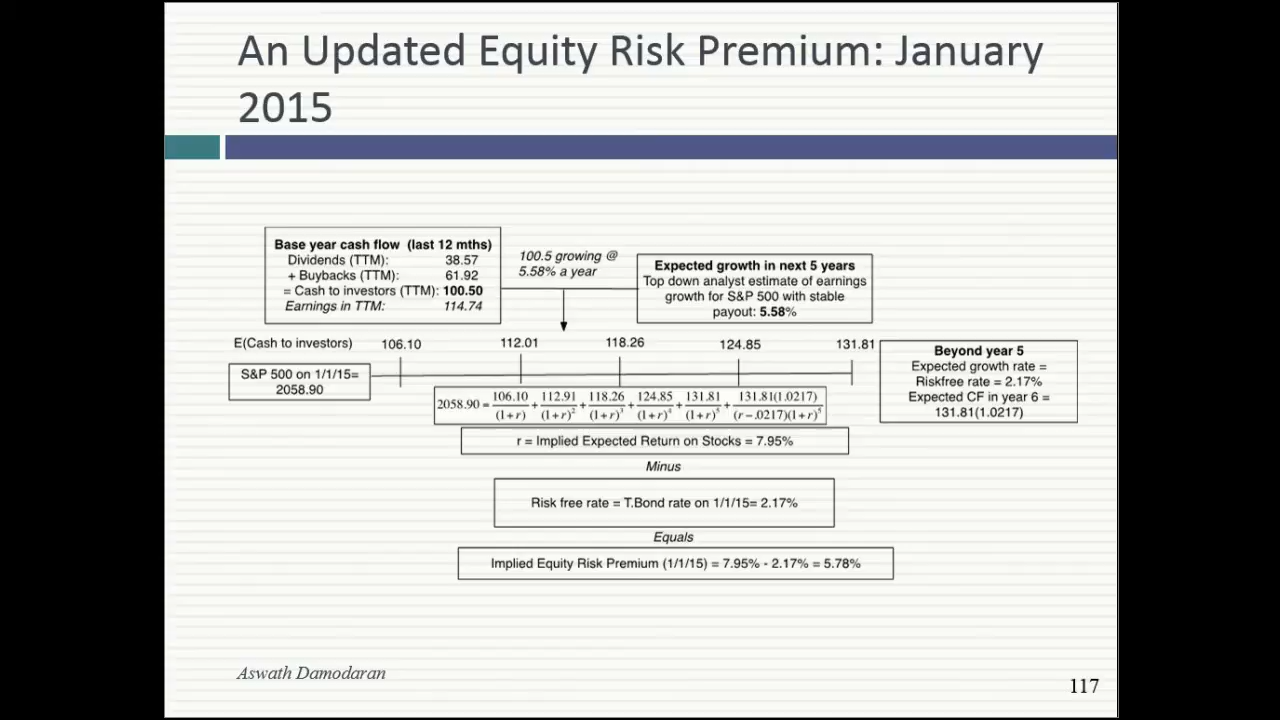 An Updated Equity Risk Premium: January
2015
Base year cash flow (last 12 mths)
Dividends (TTM): 38.57
+ Buybacks (TTM): 61.92
= Cash to investors (TTM): 100.50
Earnings in TTM: 114.74
100.5 growing @
5.58% a year
Expected growth in next 5 years
Top down analyst estimate of earnings
growth for S&P 500 with stable
payout: 5.58%
E(Cash to investors) 106.10 112.01 118.26 124.85 131.81
S&P 500 on 1/1/15=
2058.90
2058.90 = 106.10/(1+r) + 112.91/(1+r)^2 + 118.26/(1+r)^3 + 124.85/(1+r)^4 + 131.81/(1+r)^5 + 131.81(1.0217)/((r−.0217)(1+r)^5)
Beyond year 5
Expected growth rate =
Riskfree rate = 2.17%
Expected CF in year 6 =
131.81(1.0217)
r = Implied Expected Return on Stocks = 7.95%
Minus
Risk free rate = T.Bond rate on 1/1/15= 2.17%
Equals
Implied Equity Risk Premium (1/1/15) = 7.95% - 2.17% = 5.78%
Aswath Damodaran
117